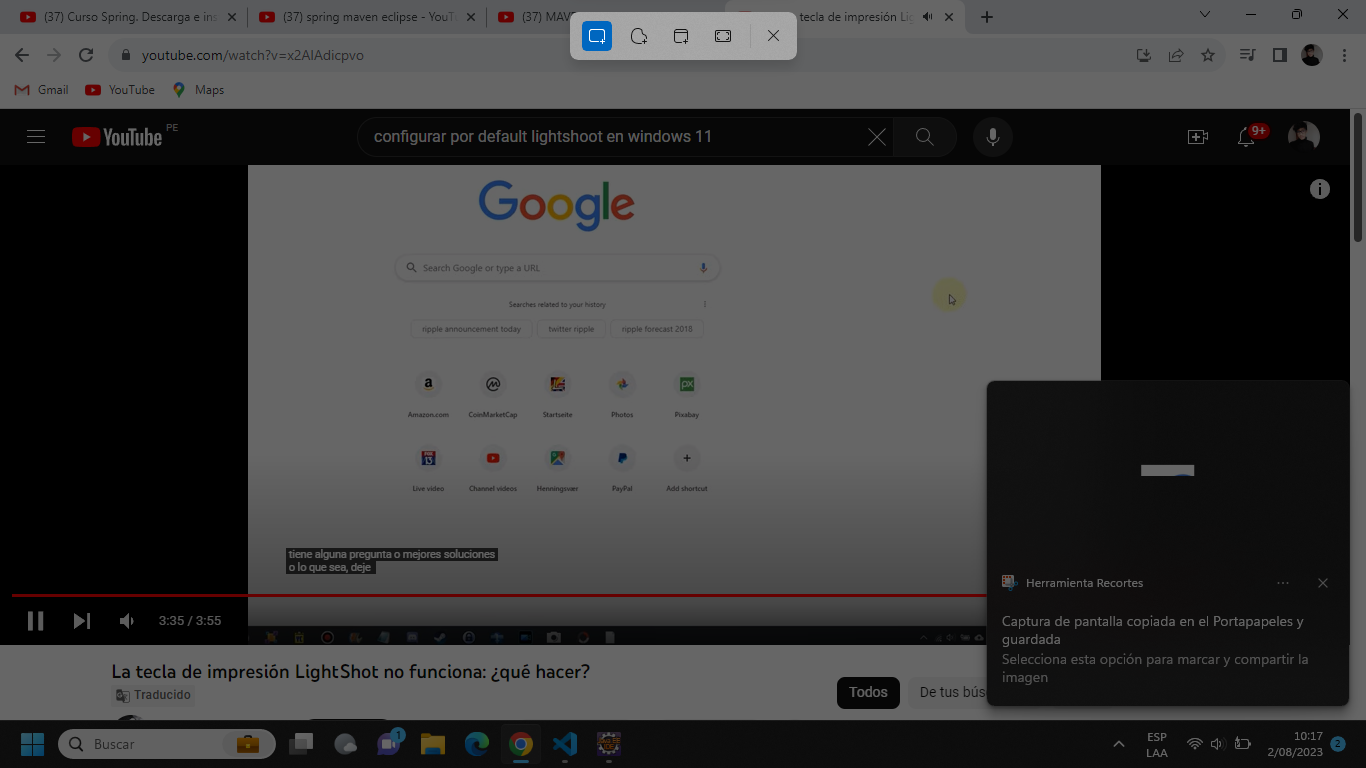 (37) Curso Spring. Descarga e ins
(37) spring maven eclipse - YouTu
(37) MAV
tecla de impresión Lig
youtube.com/watch?v=x2AlAdicpvo
Gmail
YouTube
Maps
YouTube PE
configurar por default lightshoot en windows 11
9+
Google
Search Google or type a URL
Searches related to your history
ripple announcement today
twitter ripple
ripple forecast 2018
Amazon.com
CoinMarketCap
Startseite
Photos
Pixabay
Live video
Channel videos
Henningsvær
PayPal
Add shortcut
tiene alguna pregunta o mejores soluciones
o lo que sea, deje
3:35 / 3:55
Herramienta Recortes
Captura de pantalla copiada en el Portapapeles y
guardada
Selecciona esta opción para marcar y compartir la
imagen
La tecla de impresión LightShot no funciona: ¿qué hacer?
Traducido
Todos
De tus bús
Buscar
1
ESP
LAA
10:17
2/08/2023
2